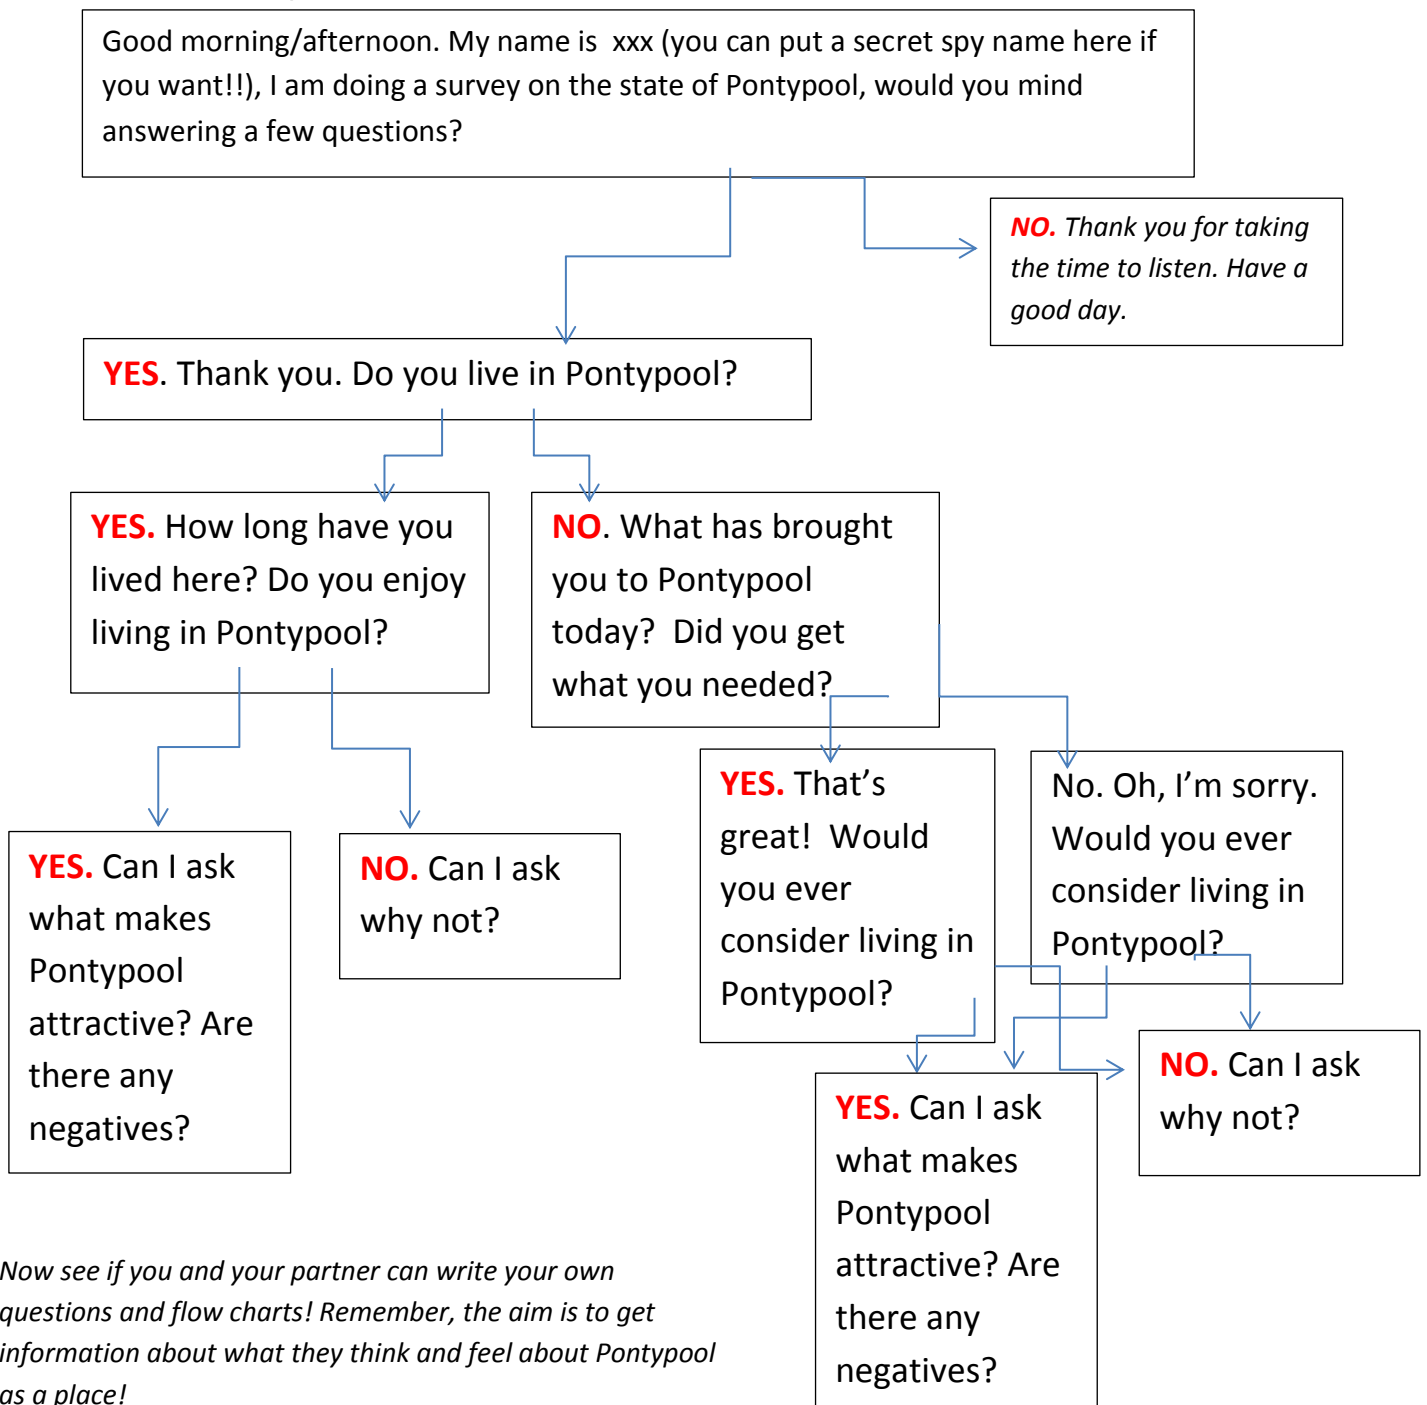 Good morning/afternoon. My name is  xxx (you can put a secret spy name here if
you want!!), I am doing a survey on the state of Pontypool, would you mind
answering a few questions?
NO. Thank you for taking
the time to listen. Have a
good day.
YES. Thank you. Do you live in Pontypool?
YES. How long have you
lived here? Do you enjoy
living in Pontypool?
NO. What has brought
you to Pontypool
today?  Did you get
what you needed?
YES. Can I ask
what makes
Pontypool
attractive? Are
there any
negatives?
NO. Can I ask
why not?
YES. That’s
great!  Would
you ever
consider living in
Pontypool?
No. Oh, I’m sorry.
Would you ever
consider living in
Pontypool?
YES. Can I ask
what makes
Pontypool
attractive? Are
there any
negatives?
NO. Can I ask
why not?
Now see if you and your partner can write your own
questions and flow charts! Remember, the aim is to get
information about what they think and feel about Pontypool
as a place!